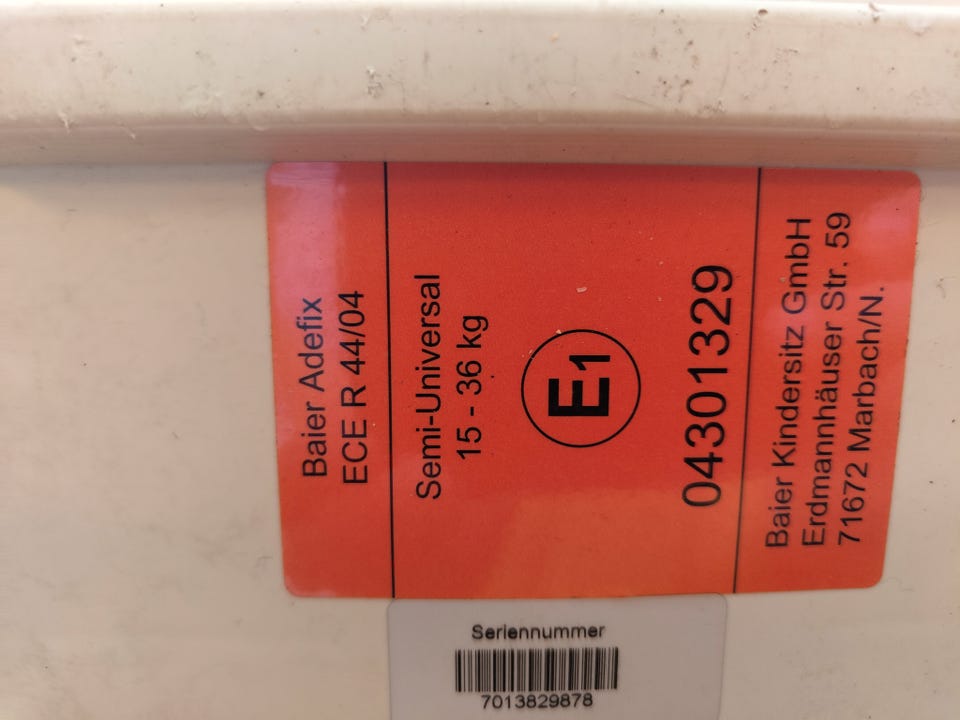 Baier Adefix
ECE R 44/04
Semi-Universal
15 - 36 kg
E1
04301329
Baier Kindersitz GmbH
Erdmannhäuser Str. 59
71672 Marbach/N.
Seriennummer
7013829878